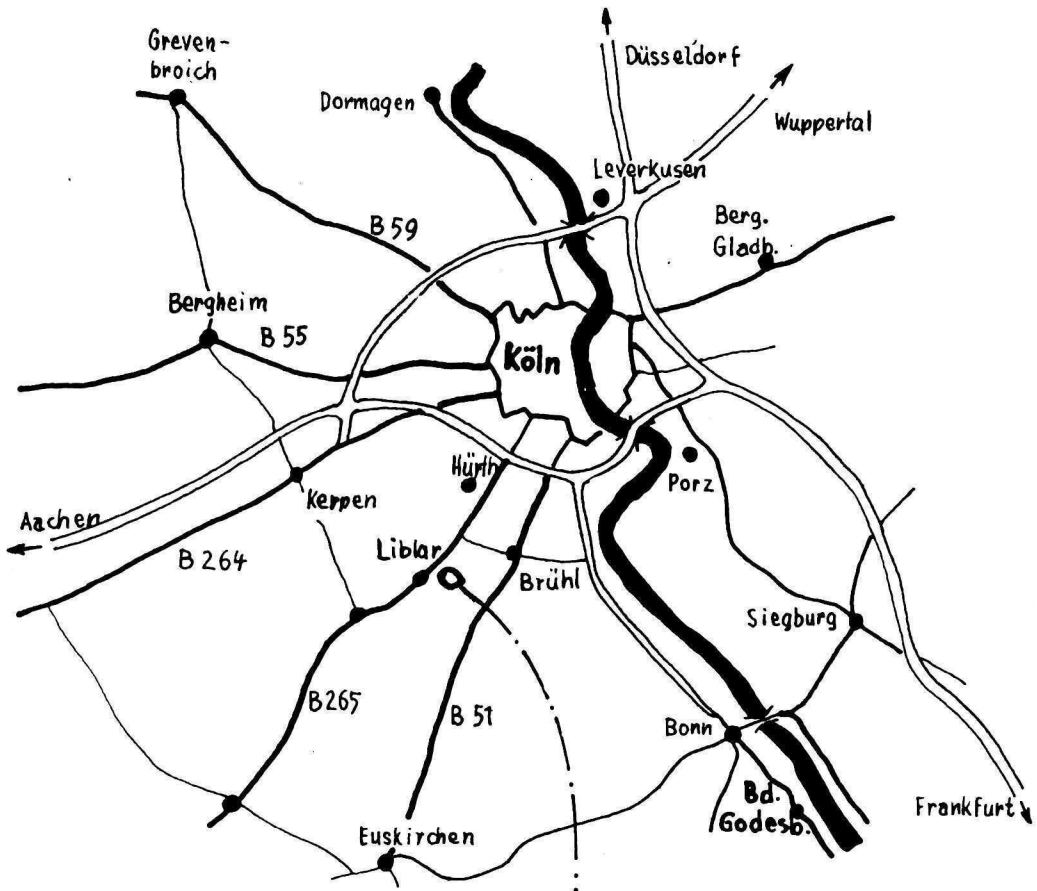 Greven-
broich
Düsseldorf
Dormagen
Wuppertal
Leverkusen
Berg.
Gladb.
B 59
Bergheim
B 55
Köln
Hürth
Porz
Kerpen
Aachen
B 264
Liblar
Brühl
Siegburg
B 265
B 51
Bonn
Bd.
Godesb.
Frankfurt
Euskirchen